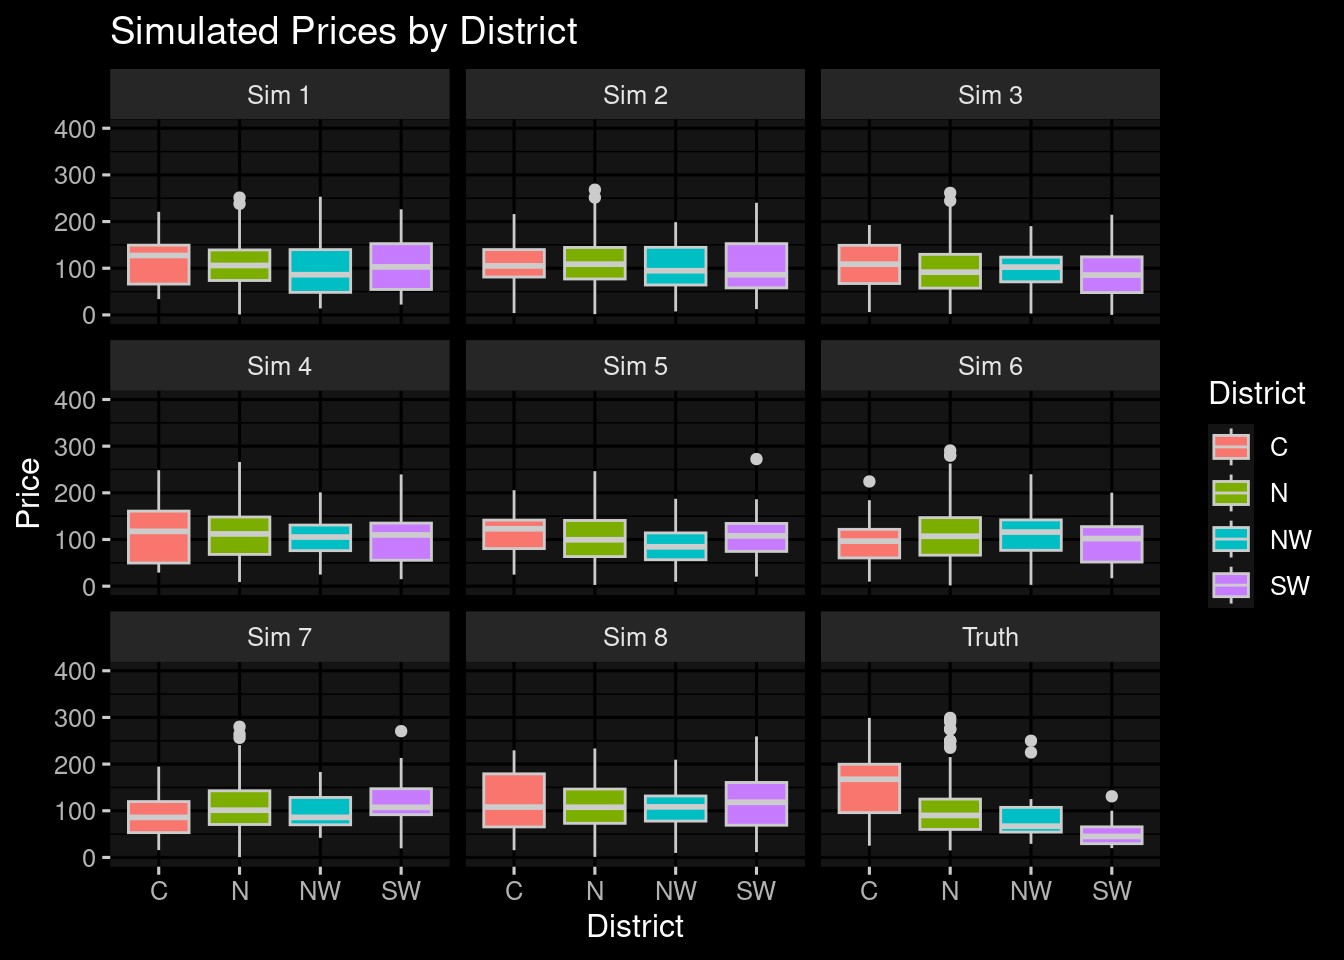 Simulated Prices by District
Sim 1
Sim 2
Sim 3
400
300
200
100
0
Sim 4
Sim 5
Sim 6
400
300
200
100
0
Sim 7
Sim 8
Truth
400
300
200
100
0
C N NW SW
C N NW SW
C N NW SW
District
Price
District
C
N
NW
SW